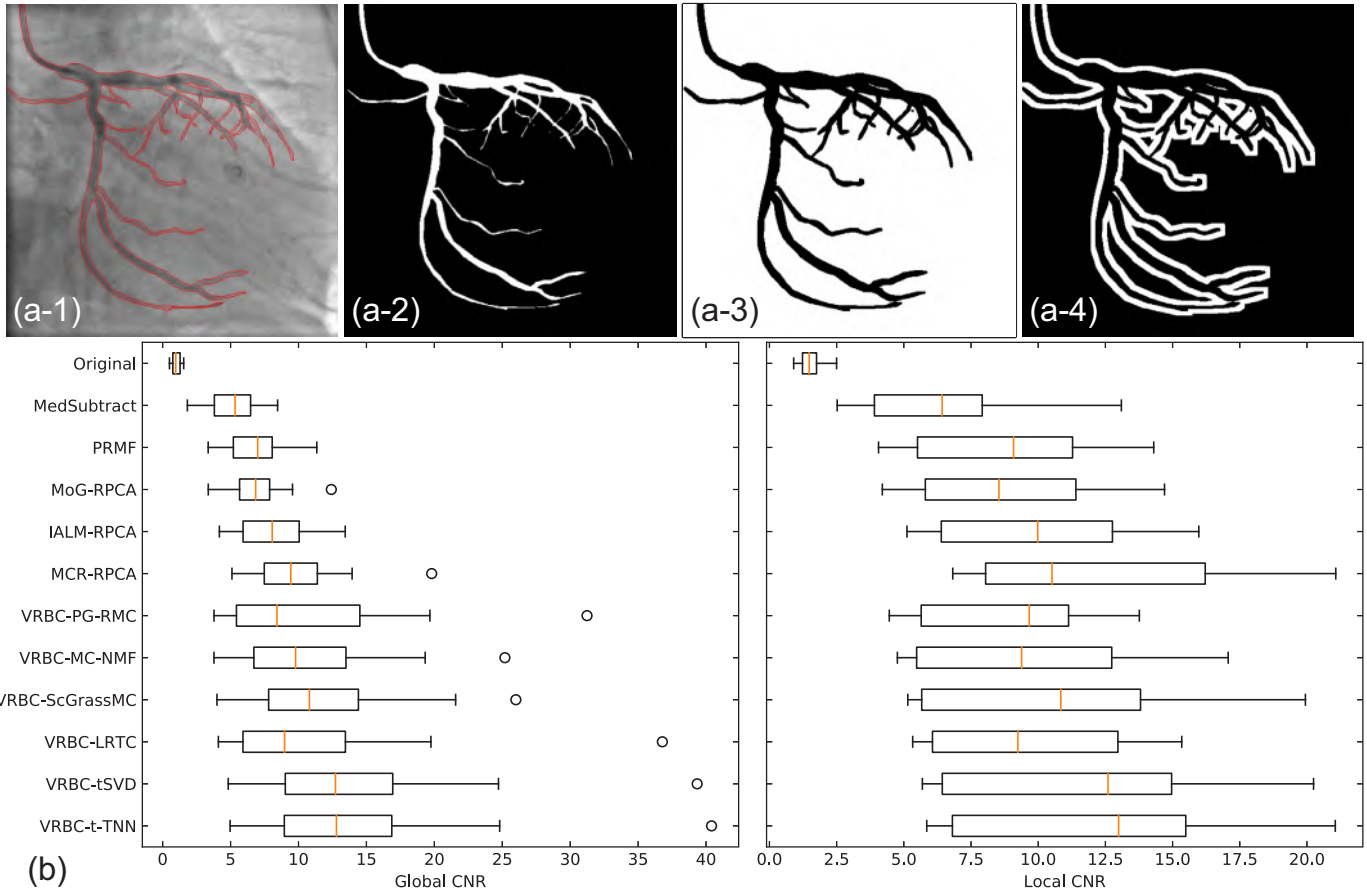 (a-1)
(a-2)
(a-3)
(a-4)
Original
MedSubtract
PRMF
MoG-RPCA
IALM-RPCA
MCR-RPCA
VRBC-PG-RMC
VRBC-MC-NMF
VRBC-ScGrassMC
VRBC-LRTC
VRBC-tSVD
VRBC-t-TNN
0 5 10 15 20 25 30 35 40
Global CNR
0.0 2.5 5.0 7.5 10.0 12.5 15.0 17.5 20.0
Local CNR
(b)